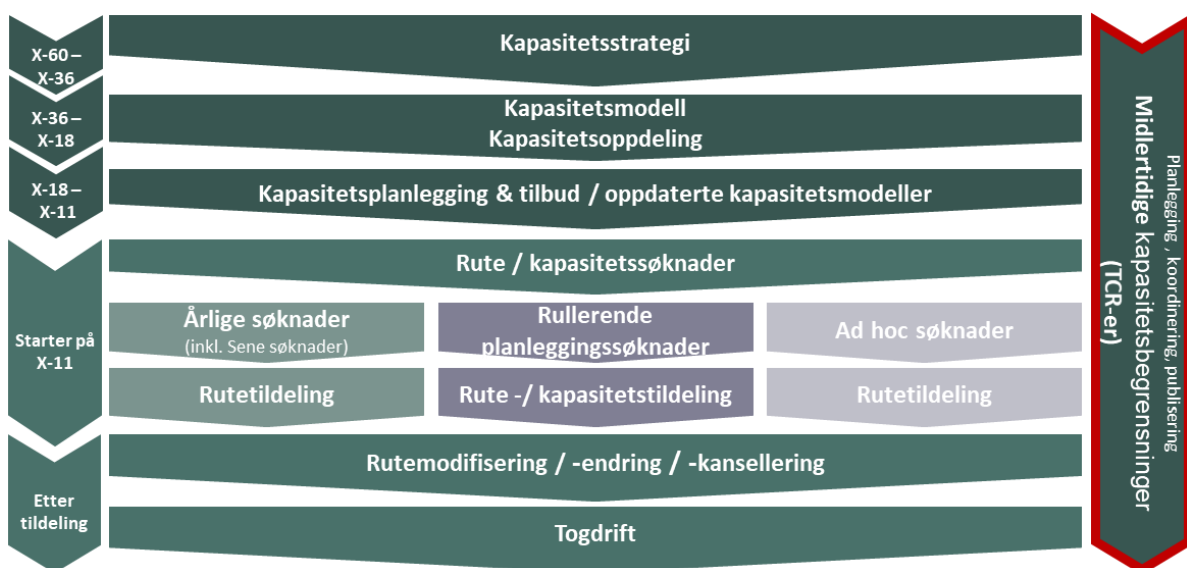 X-60 –
X-36
Kapasitetsstrategi
X-36 –
X-18
Kapasitetsmodell
Kapasitetsoppdeling
X-18 –
X-11
Kapasitetsplanlegging & tilbud / oppdaterte kapasitetsmodeller
Starter på
X-11
Rute / kapasitetssøknader
Årlige søknader
(inkl. Sene søknader)
Rullerende
planleggingssøknader
Ad hoc søknader
Rutetildeling
Rute -/ kapasitetstildeling
Rutetildeling
Etter
tildeling
Rutemodifisering / -endring / -kansellering
Togdrift
Planlegging , koordinering, publisering
Midlertidige kapasitetsbegrensninger
(TCR-er)